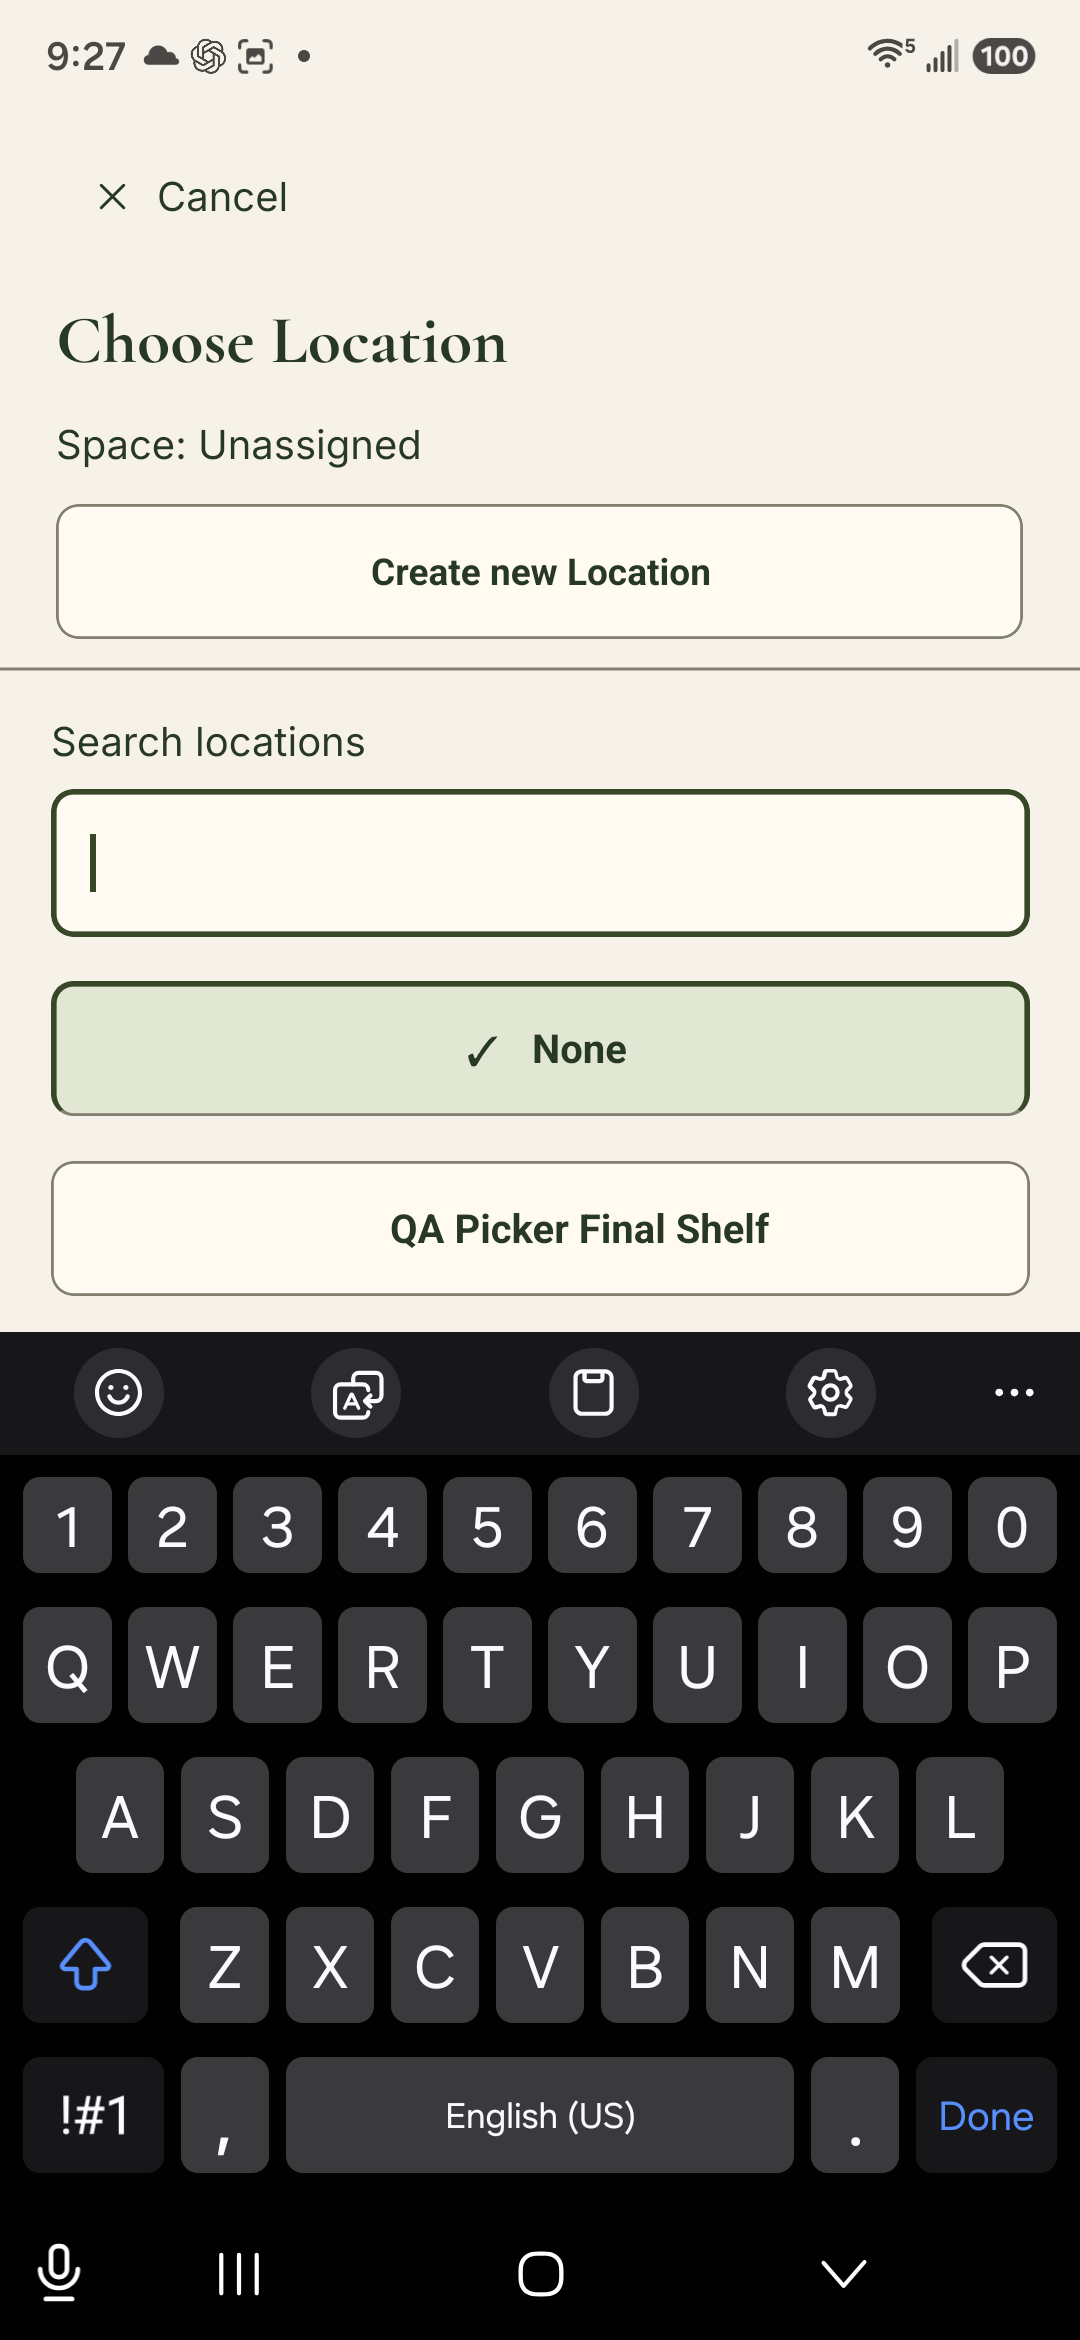 9:27
5
100
Cancel
Choose Location
Space: Unassigned
Create new Location
Search locations
✓ None
QA Picker Final Shelf
A
1 2 3 4 5 6 7 8 9 0
Q W E R T Y U I O P
A S D F G H J K L
Z X C V B N M
!#1 , English (US) . Done